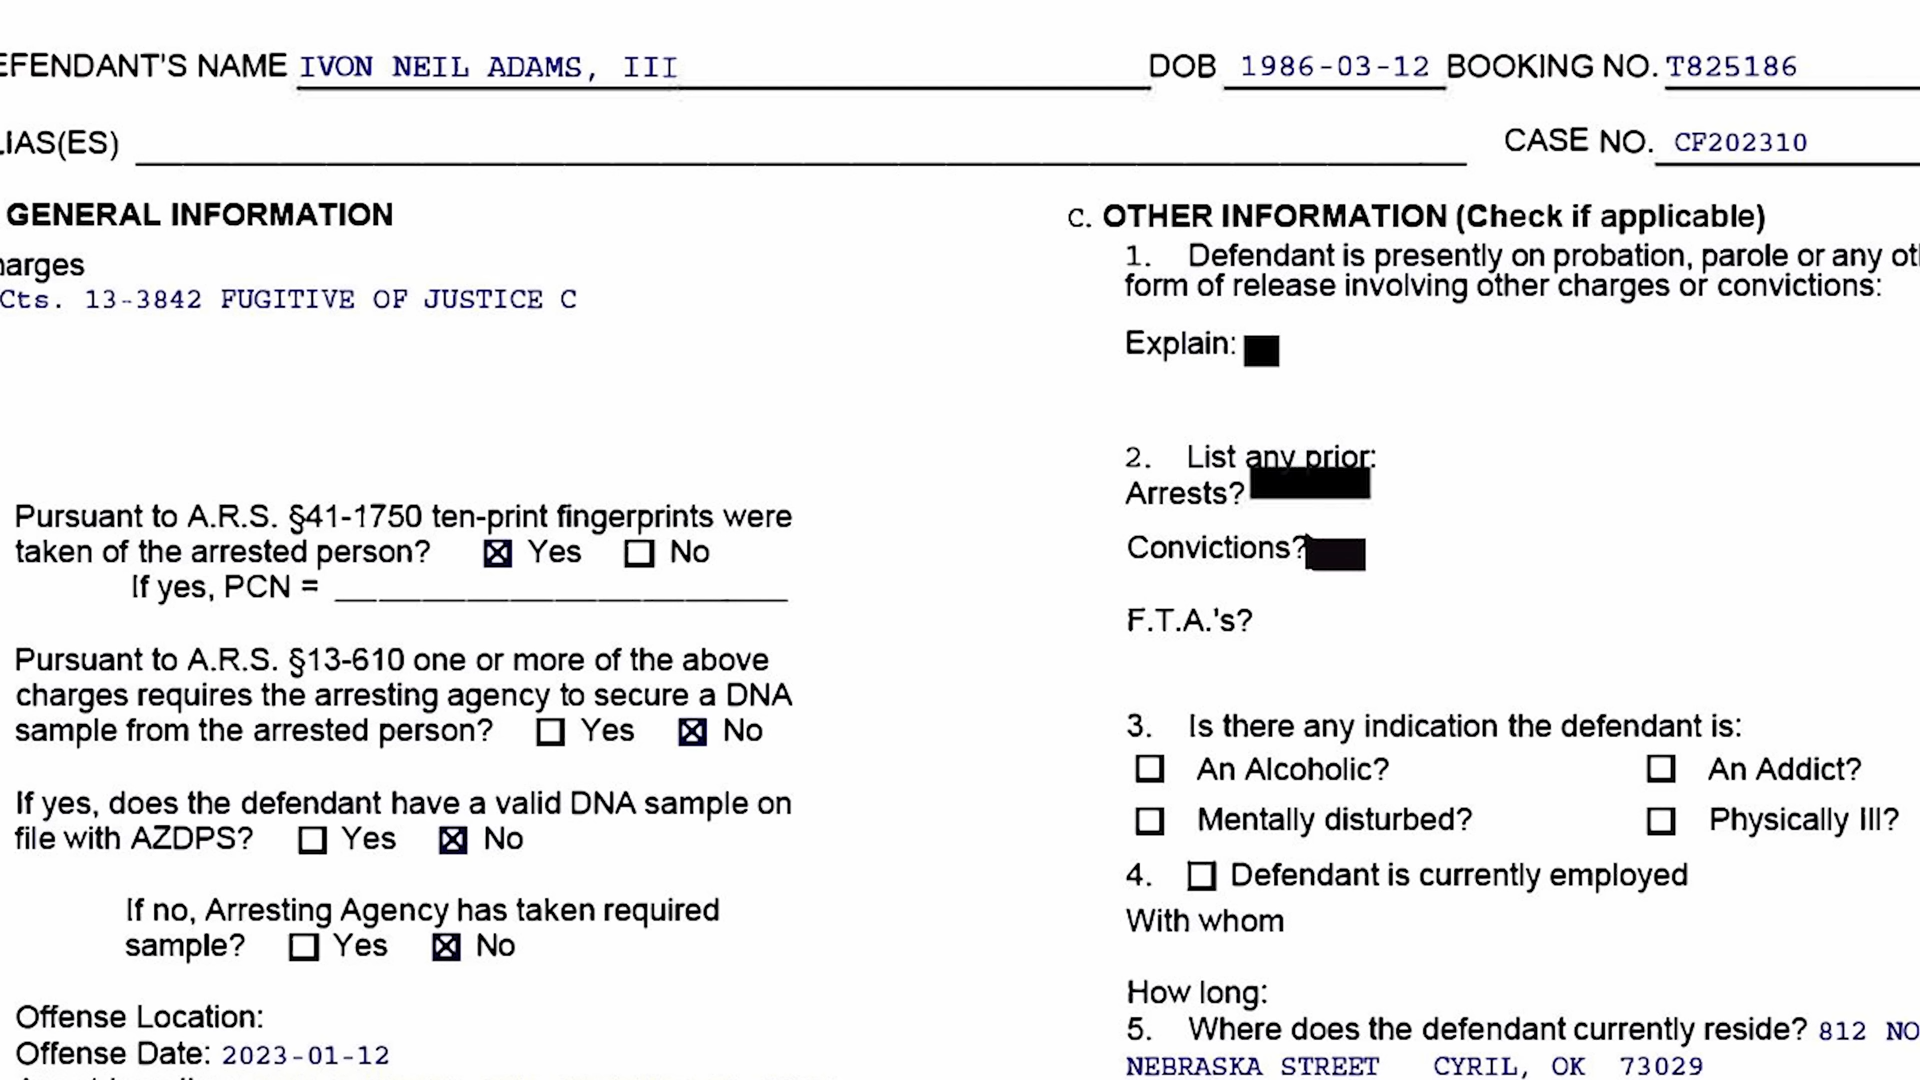 EFENDANT'S NAME IVON NEIL ADAMS, III DOB 1986-03-12 BOOKING NO. T825186
LIAS(ES) CASE NO. CF202310
GENERAL INFORMATION
harges
Cts. 13-3842 FUGITIVE OF JUSTICE C
Pursuant to A.R.S. §41-1750 ten-print fingerprints were
taken of the arrested person? ☒ Yes ☐ No
If yes, PCN =
Pursuant to A.R.S. §13-610 one or more of the above
charges requires the arresting agency to secure a DNA
sample from the arrested person? ☐ Yes ☒ No
If yes, does the defendant have a valid DNA sample on
file with AZDPS? ☐ Yes ☒ No
If no, Arresting Agency has taken required
sample? ☐ Yes ☒ No
Offense Location:
Offense Date: 2023-01-12
C. OTHER INFORMATION (Check if applicable)
1. Defendant is presently on probation, parole or any oth
form of release involving other charges or convictions:
Explain:
2. List any prior:
Arrests?
Convictions?
F.T.A.'s?
3. Is there any indication the defendant is:
☐ An Alcoholic? ☐ An Addict?
☐ Mentally disturbed? ☐ Physically Ill?
4. ☐ Defendant is currently employed
With whom
How long:
5. Where does the defendant currently reside? 812 NO
NEBRASKA STREET CYRIL, OK 73029